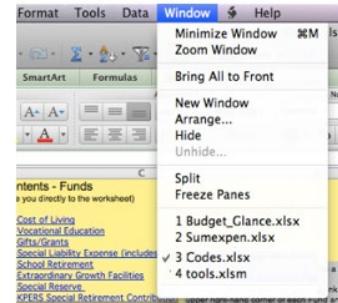 Format Tools Data Window Help
Minimize Window ⌘M
Zoom Window
Bring All to Front
New Window
Arrange...
Hide
Unhide...
Split
Freeze Panes
1 Budget_Glance.xlsx
2 Sumexpen.xlsx
✓ 3 Codes.xlsx
4 tools.xlsm
SmartArt Formulas
A A
A
C
ntents - Funds
you directly to the worksheet)
Cost of Living
Vocational Education
Gifts/Grants
Special Liability Expense (includes
School Retirement
Extraordinary Growth Facilities
Special Reserve
KPERS Special Retirement Contribu